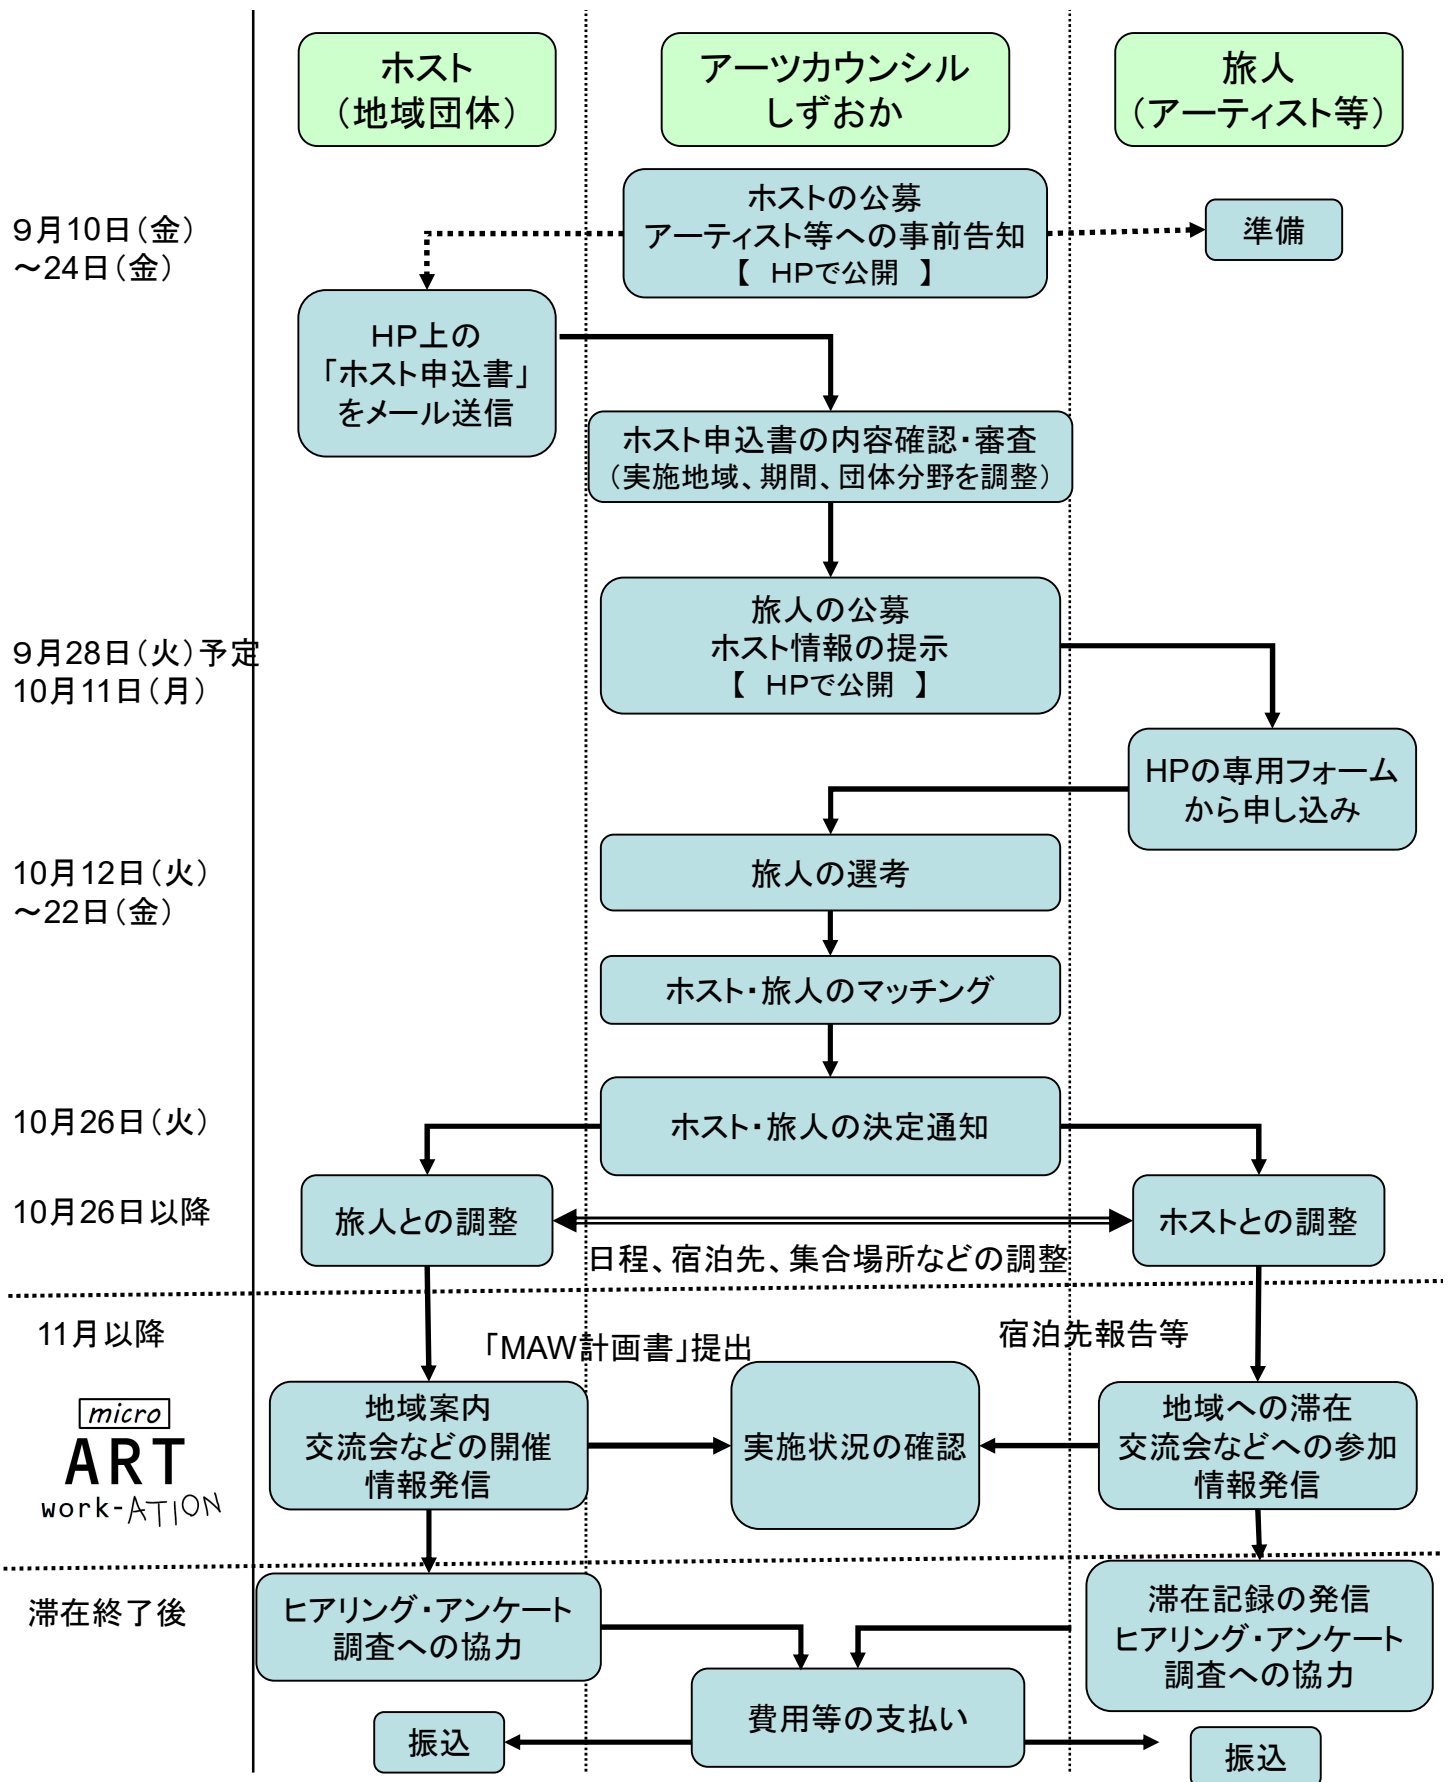 ホスト
（地域団体）
アーツカウンシル
しずおか
旅人
（アーティスト等）
９月10日（金）
～24日（金）
ホストの公募
アーティスト等への事前告知
【　HPで公開　】
準備
HP上の
「ホスト申込書」
をメール送信
ホスト申込書の内容確認・審査
（実施地域、期間、団体分野を調整）
９月28日（火）予定
10月11日（月）
旅人の公募
ホスト情報の提示
【　HPで公開　】
HPの専用フォーム
から申し込み
10月12日（火）
～22日（金）
旅人の選考
ホスト・旅人のマッチング
10月26日（火）
ホスト・旅人の決定通知
10月26日以降
旅人との調整
ホストとの調整
日程、宿泊先、集合場所などの調整
11月以降
「MAW計画書」提出
宿泊先報告等
micro
ART
work-ATION
地域案内
交流会などの開催
情報発信
実施状況の確認
地域への滞在
交流会などへの参加
情報発信
滞在終了後
ヒアリング・アンケート
調査への協力
滞在記録の発信
ヒアリング・アンケート
調査への協力
費用等の支払い
振込
振込